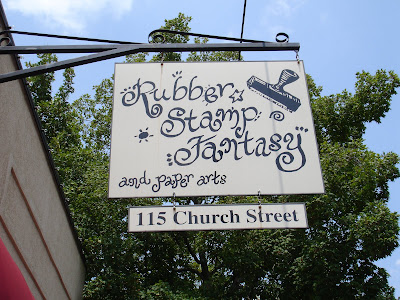 Rubber
Stamp
Fantasy
and paper arts
115 Church Street